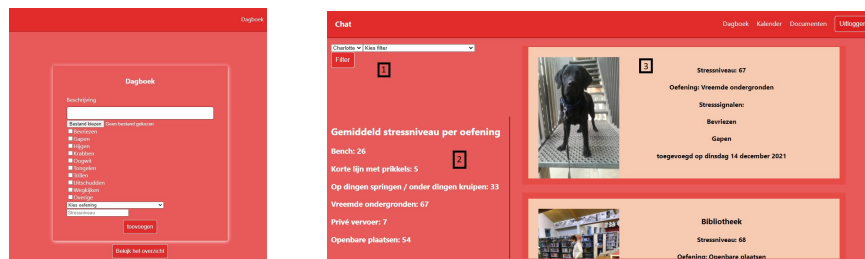 Dagboek
Dagboek
Beschrijving
Bestand kiezen Geen bestand gekozen
Bevriezen
Gapen
Hijgen
Krabben
Oogwit
Tongelen
Trillen
Uitschudden
Wegkijken
Overige
Kies oefening
Stressniveau
toevoegen
Bekijk het overzicht
Chat
Dagboek Kalender Documenten Uitloggen
Charlotte Kies filter
Filter
1
Gemiddeld stressniveau per oefening
Bench: 26
2
Korte lijn met prikkels: 5
Op dingen springen / onder dingen kruipen: 33
Vreemde ondergronden: 67
Privé vervoer: 7
Openbare plaatsen: 54
3
Stressniveau: 67
Oefening: Vreemde ondergronden
Stresssignalen:
Bevriezen
Gapen
toegevoegd op dinsdag 14 december 2021
Bibliotheek
Stressniveau: 68
Oefening: Openbare plaatsen